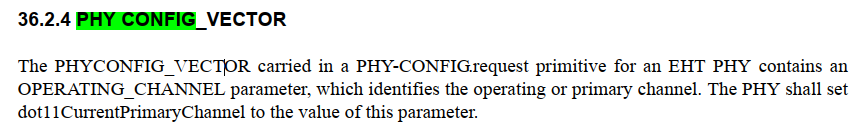 36.2.4 PHY CONFIG_VECTOR
The PHYCONFIG_VECTOR carried in a PHY-CONFIG.request primitive for an EHT PHY contains an
OPERATING_CHANNEL parameter, which identifies the operating or primary channel. The PHY shall set
dot11CurrentPrimaryChannel to the value of this parameter.